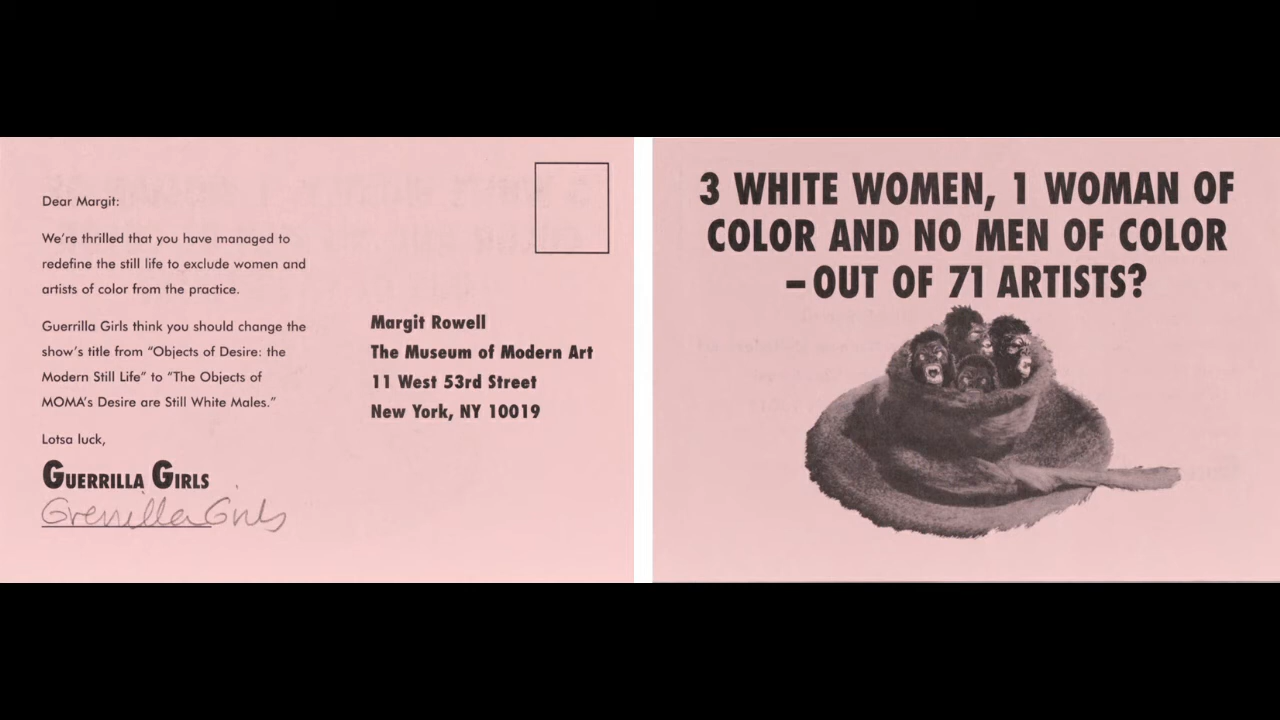 Dear Margit:
We're thrilled that you have managed to
redefine the still life to exclude women and
artists of color from the practice.
Guerrilla Girls think you should change the
show's title from "Objects of Desire: the
Modern Still Life" to "The Objects of
MOMA's Desire are Still White Males."
Lotsa luck,
GUERRILLA GIRLS
Guerrilla Girls
Margit Rowell
The Museum of Modern Art
11 West 53rd Street
New York, NY 10019
3 WHITE WOMEN, 1 WOMAN OF
COLOR AND NO MEN OF COLOR
–OUT OF 71 ARTISTS?